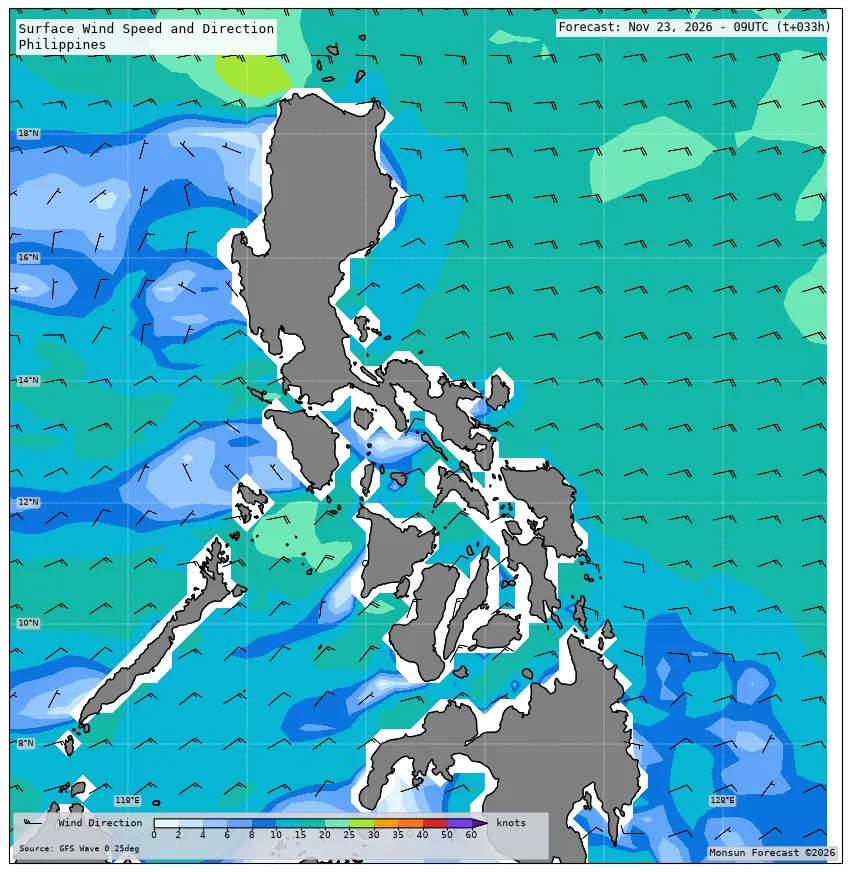 Surface Wind Speed and Direction
Philippines
Forecast: Nov 23, 2026 - 09UTC (t+033h)
18°N
16°N
14°N
12°N
10°N
8°N
118°E
128°E
Wind Direction
knots
0 2 4 6 8 10 15 20 25 30 35 40 50 60
Source: GFS Wave 0.25deg
Monsun Forecast ©2026